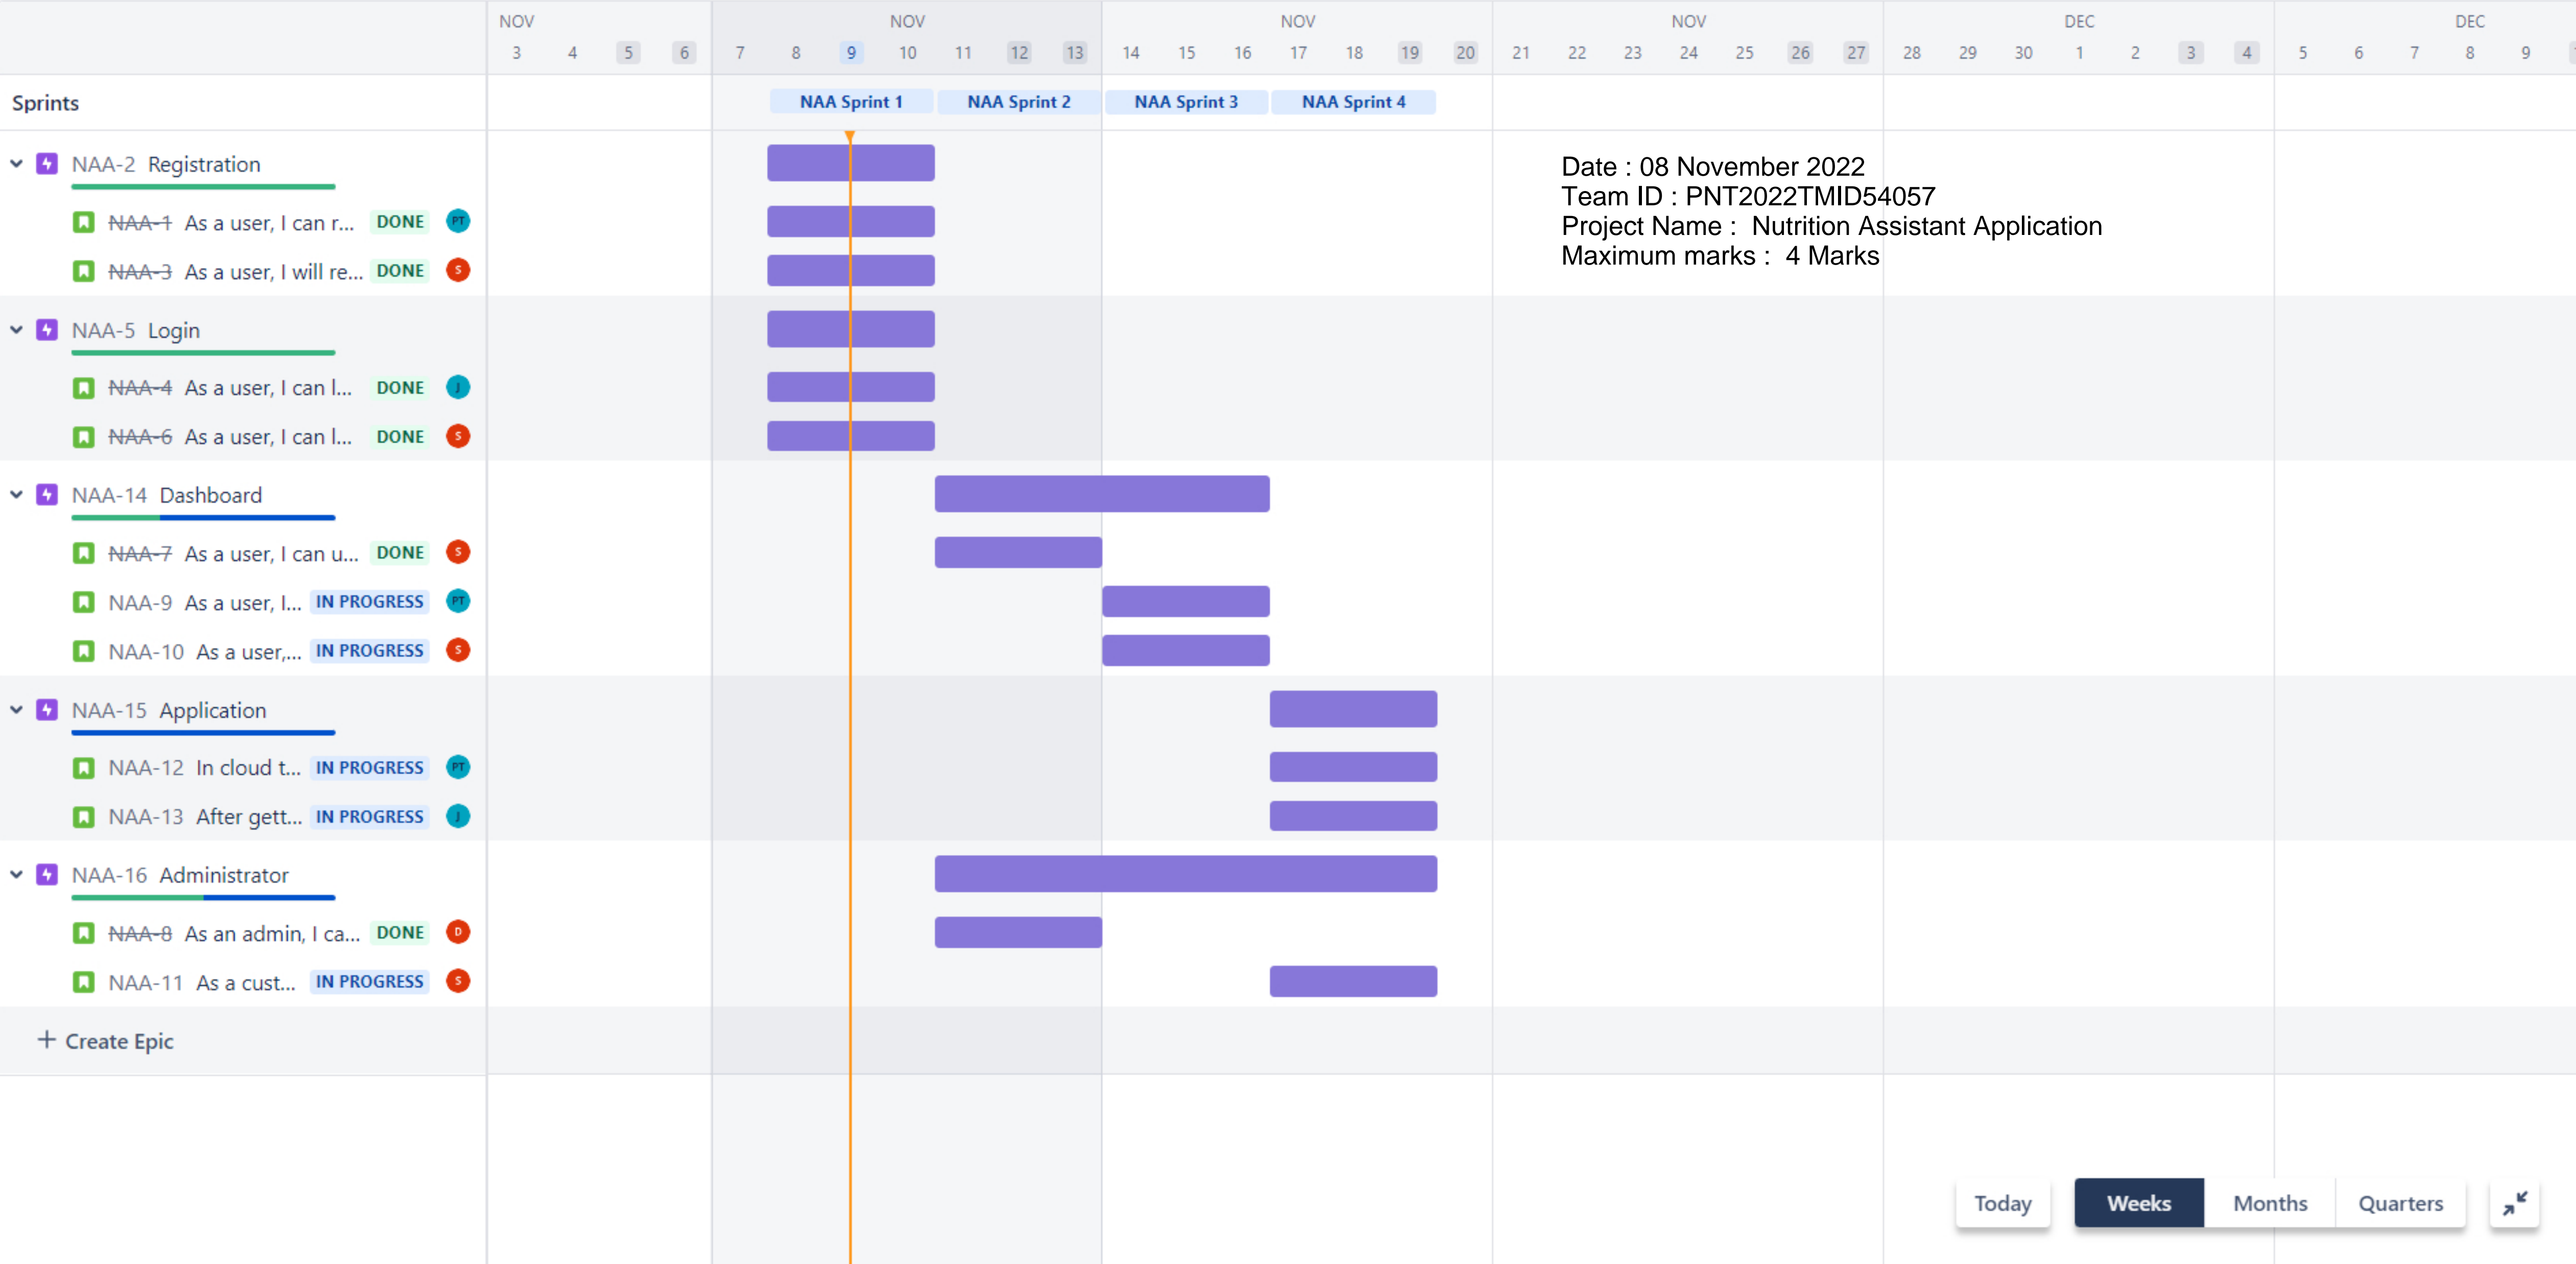 NOV NOV NOV NOV DEC DEC
3 4 5 6 7 8 9 10 11 12 13 14 15 16 17 18 19 20 21 22 23 24 25 26 27 28 29 30 1 2 3 4 5 6 7 8 9
Sprints NAA Sprint 1 NAA Sprint 2 NAA Sprint 3 NAA Sprint 4
NAA-2 Registration
NAA-1 As a user, I can r... DONE PT
NAA-3 As a user, I will re... DONE S
Date : 08 November 2022
Team ID : PNT2022TMID54057
Project Name : Nutrition Assistant Application
Maximum marks : 4 Marks
NAA-5 Login
NAA-4 As a user, I can l... DONE J
NAA-6 As a user, I can l... DONE S
NAA-14 Dashboard
NAA-7 As a user, I can u... DONE S
NAA-9 As a user, I... IN PROGRESS PT
NAA-10 As a user,... IN PROGRESS S
NAA-15 Application
NAA-12 In cloud t... IN PROGRESS PT
NAA-13 After gett... IN PROGRESS J
NAA-16 Administrator
NAA-8 As an admin, I ca... DONE D
NAA-11 As a cust... IN PROGRESS S
+ Create Epic
Today Weeks Months Quarters